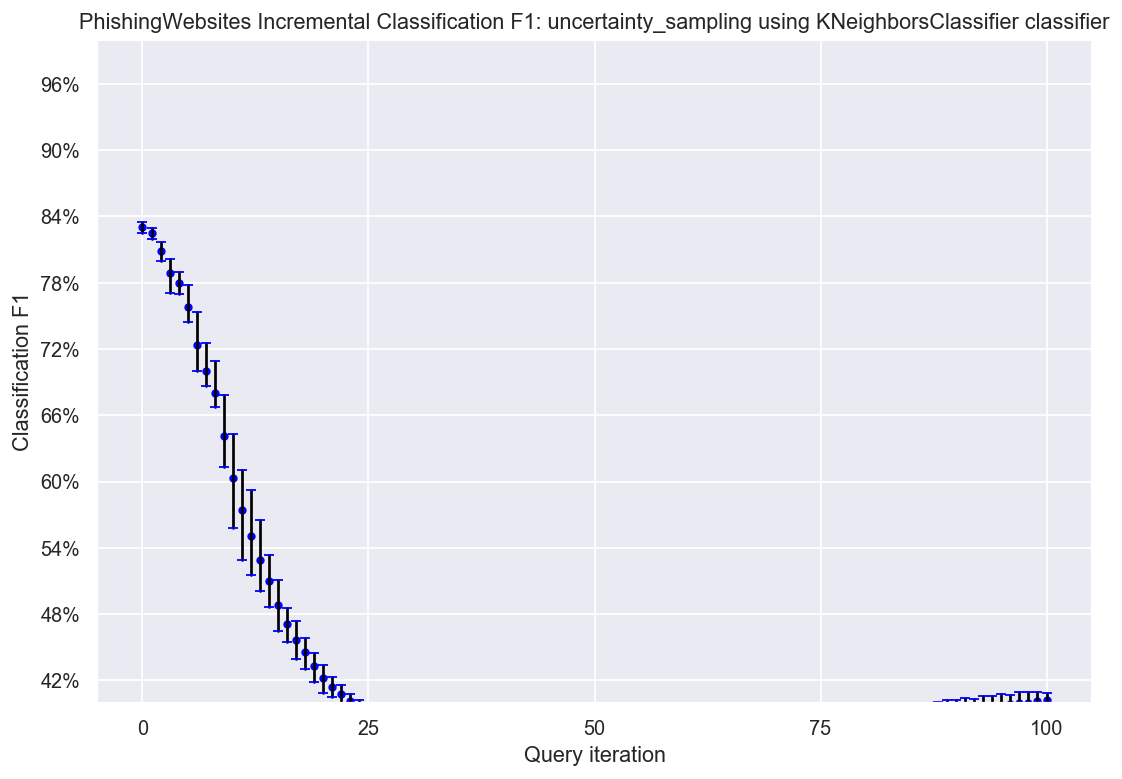 PhishingWebsites Incremental Classification F1: uncertainty_sampling using KNeighborsClassifier classifier
96%
90%
84%
78%
72%
66%
60%
54%
48%
42%
Classification F1
0 25 50 75 100
Query iteration